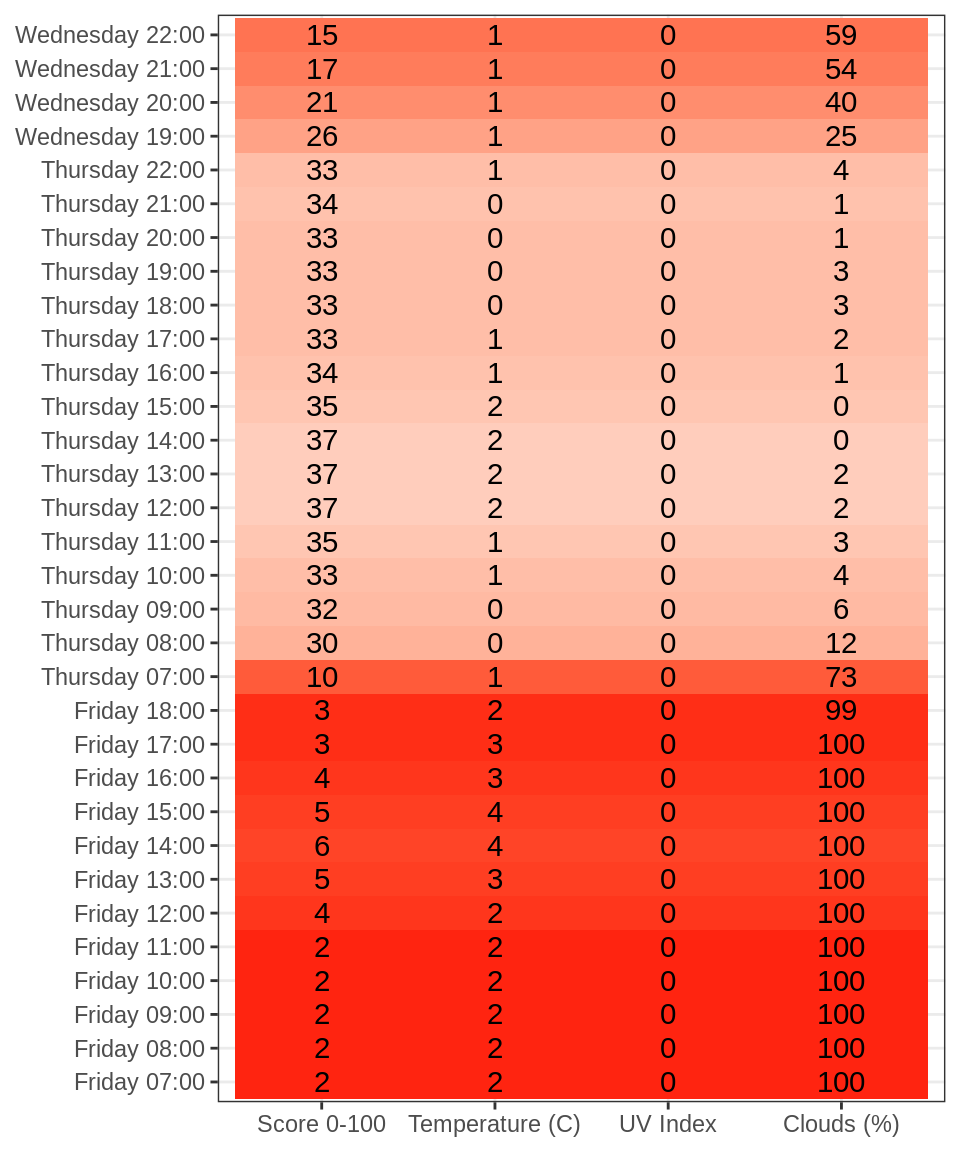 Wednesday 22:00 15 1 0 59
Wednesday 21:00 17 1 0 54
Wednesday 20:00 21 1 0 40
Wednesday 19:00 26 1 0 25
Thursday 22:00 33 1 0 4
Thursday 21:00 34 0 0 1
Thursday 20:00 33 0 0 1
Thursday 19:00 33 0 0 3
Thursday 18:00 33 0 0 3
Thursday 17:00 33 1 0 2
Thursday 16:00 34 1 0 1
Thursday 15:00 35 2 0 0
Thursday 14:00 37 2 0 0
Thursday 13:00 37 2 0 2
Thursday 12:00 37 2 0 2
Thursday 11:00 35 1 0 3
Thursday 10:00 33 1 0 4
Thursday 09:00 32 0 0 6
Thursday 08:00 30 0 0 12
Thursday 07:00 10 1 0 73
Friday 18:00 3 2 0 99
Friday 17:00 3 3 0 100
Friday 16:00 4 3 0 100
Friday 15:00 5 4 0 100
Friday 14:00 6 4 0 100
Friday 13:00 5 3 0 100
Friday 12:00 4 2 0 100
Friday 11:00 2 2 0 100
Friday 10:00 2 2 0 100
Friday 09:00 2 2 0 100
Friday 08:00 2 2 0 100
Friday 07:00 2 2 0 100
Score 0-100 Temperature (C) UV Index Clouds (%)